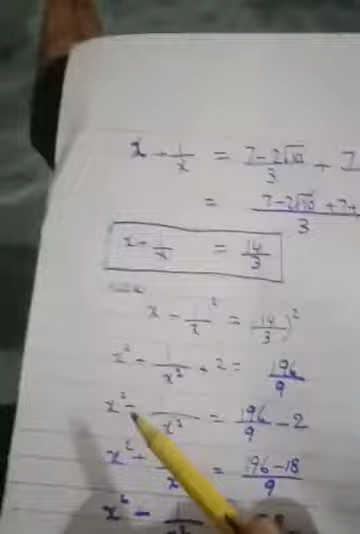 x + 1/x = 7-2√10/3 + 7
= 7-2√10 + 7+/3
x + 1/x = 14/3
x + 1/x ² = (14/3)²
x² + 1/x² + 2 = 196/9
x² + 1/x² = 196/9 - 2
x² + 1/x = 196-18/9